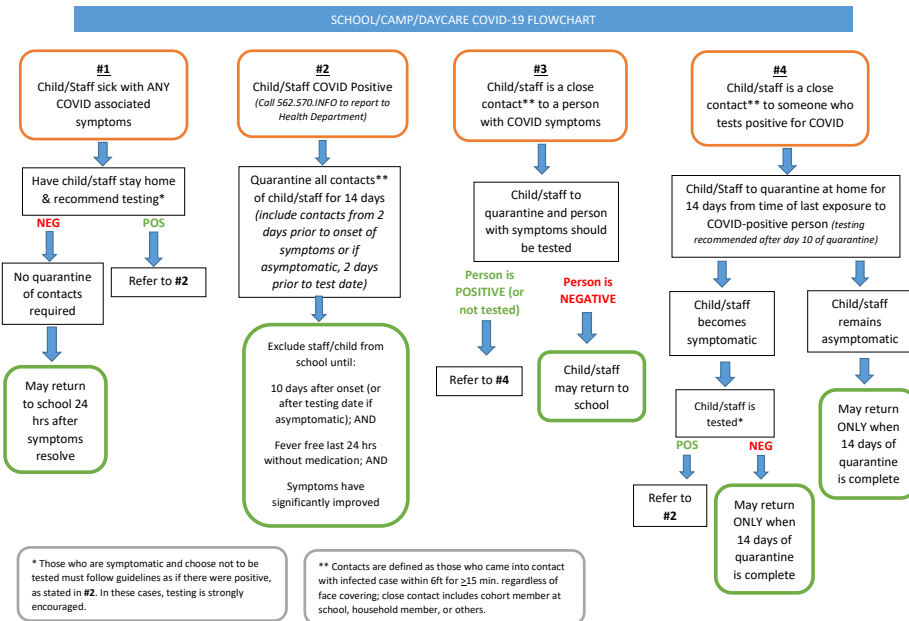 SCHOOL/CAMP/DAYCARE COVID-19 FLOWCHART
#1
Child/Staff sick with ANY
COVID associated
symptoms
Have child/staff stay home
& recommend testing*
NEG
POS
No quarantine
of contacts
required
Refer to #2
May return
to school 24
hrs after
symptoms
resolve
#2
Child/Staff COVID Positive
(Call 562.570.INFO to report to
Health Department)
Quarantine all contacts**
of child/staff for 14 days
(include contacts from 2
days prior to onset of
symptoms or if
asymptomatic, 2 days
prior to test date)
Exclude staff/child from
school until:
10 days after onset (or
after testing date if
asymptomatic); AND
Fever free last 24 hrs
without medication; AND
Symptoms have
significantly improved
#3
Child/staff is a close
contact** to a person
with COVID symptoms
Child/staff to
quarantine and person
with symptoms should
be tested
Person is
POSITIVE (or
not tested)
Person is
NEGATIVE
Refer to #4
Child/staff
may return to
school
#4
Child/staff is a close
contact** to someone who
tests positive for COVID
Child/Staff to quarantine at home for
14 days from time of last exposure to
COVID-positive person (testing
recommended after day 10 of quarantine)
Child/staff
becomes
symptomatic
Child/staff
remains
asymptomatic
Child/staff is
tested*
POS
NEG
Refer to
#2
May return
ONLY when
14 days of
quarantine
is complete
May return
ONLY when
14 days of
quarantine
is complete
* Those who are symptomatic and choose not to be
tested must follow guidelines as if there were positive,
as stated in #2. In these cases, testing is strongly
encouraged.
** Contacts are defined as those who came into contact
with infected case within 6ft for ≥15 min. regardless of
face covering; close contact includes cohort member at
school, household member, or others.